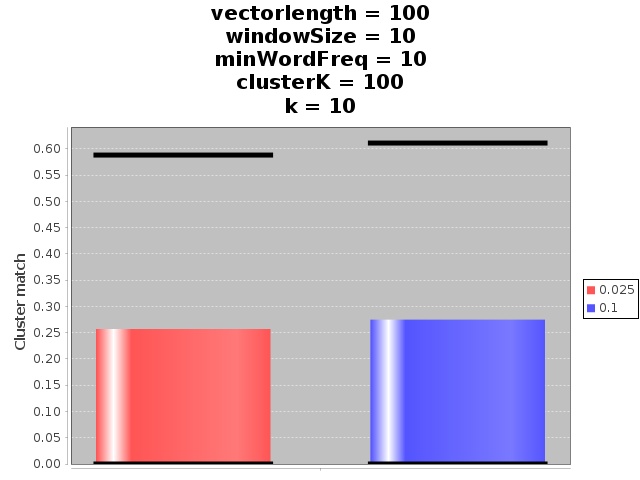 vectorlength = 100
windowSize = 10
minWordFreq = 10
clusterK = 100
k = 10
0.60
0.55
0.50
0.45
0.40
0.35
0.30
0.25
0.20
0.15
0.10
0.05
0.00
Cluster match
0.025
0.1